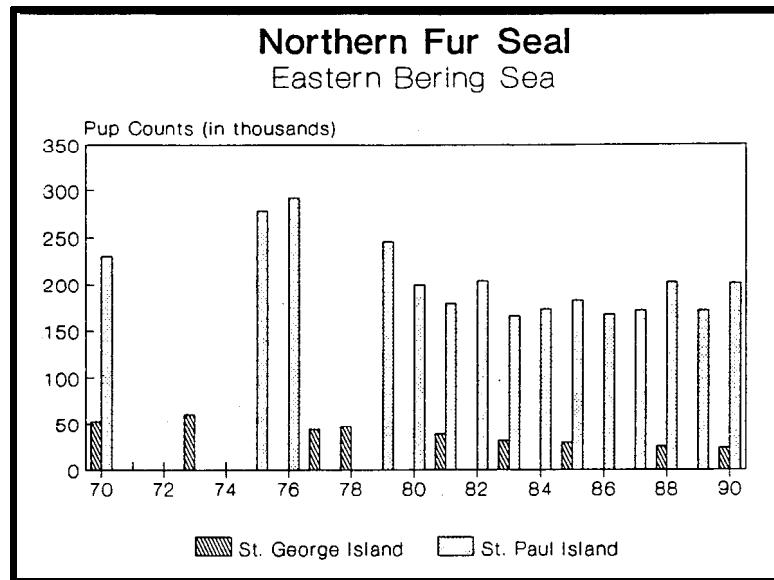 Northern Fur Seal
Eastern Bering Sea
Pup Counts (in thousands)
350
300
250
200
150
100
50
0
70 72 74 76 78 80 82 84 86 88 90
St. George Island St. Paul Island